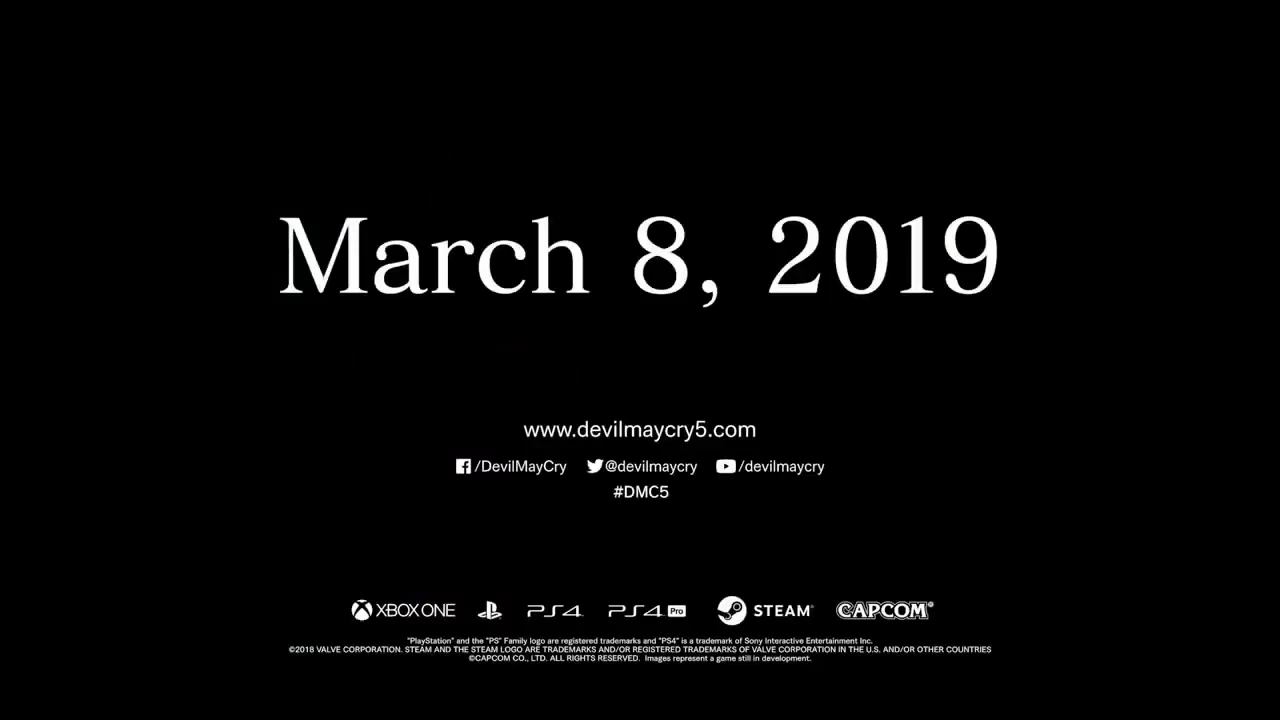 March 8, 2019
www.devilmaycry5.com
/DevilMayCry @devilmaycry /devilmaycry
#DMC5
XBOX ONE PS4 PS4 Pro STEAM® CAPCOM®
"PlayStation" and the "PS" Family logo are registered trademarks and "PS4" is a trademark of Sony Interactive Entertainment Inc.
©2018 VALVE CORPORATION. STEAM AND THE STEAM LOGO ARE TRADEMARKS AND/OR REGISTERED TRADEMARKS OF VALVE CORPORATION IN THE U.S. AND/OR OTHER COUNTRIES
©CAPCOM CO., LTD. ALL RIGHTS RESERVED. Images represent a game still in development.